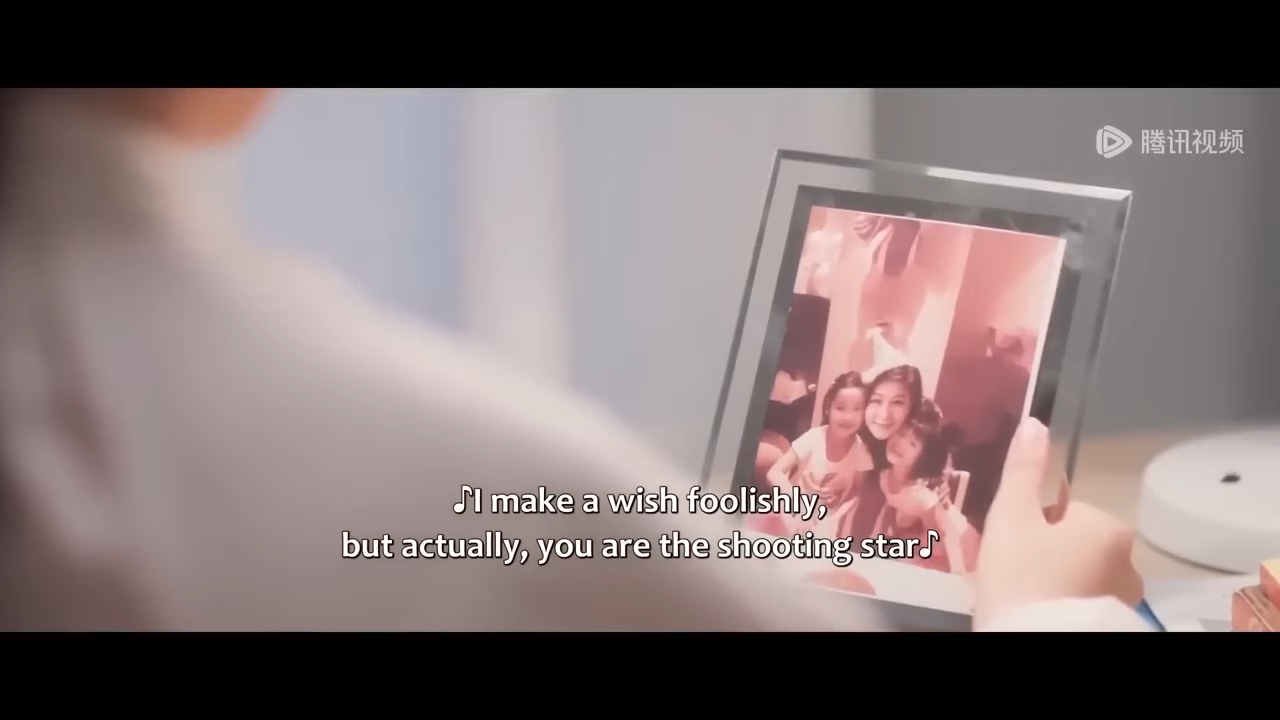 腾讯视频
♪I make a wish foolishly,
but actually, you are the shooting star♪